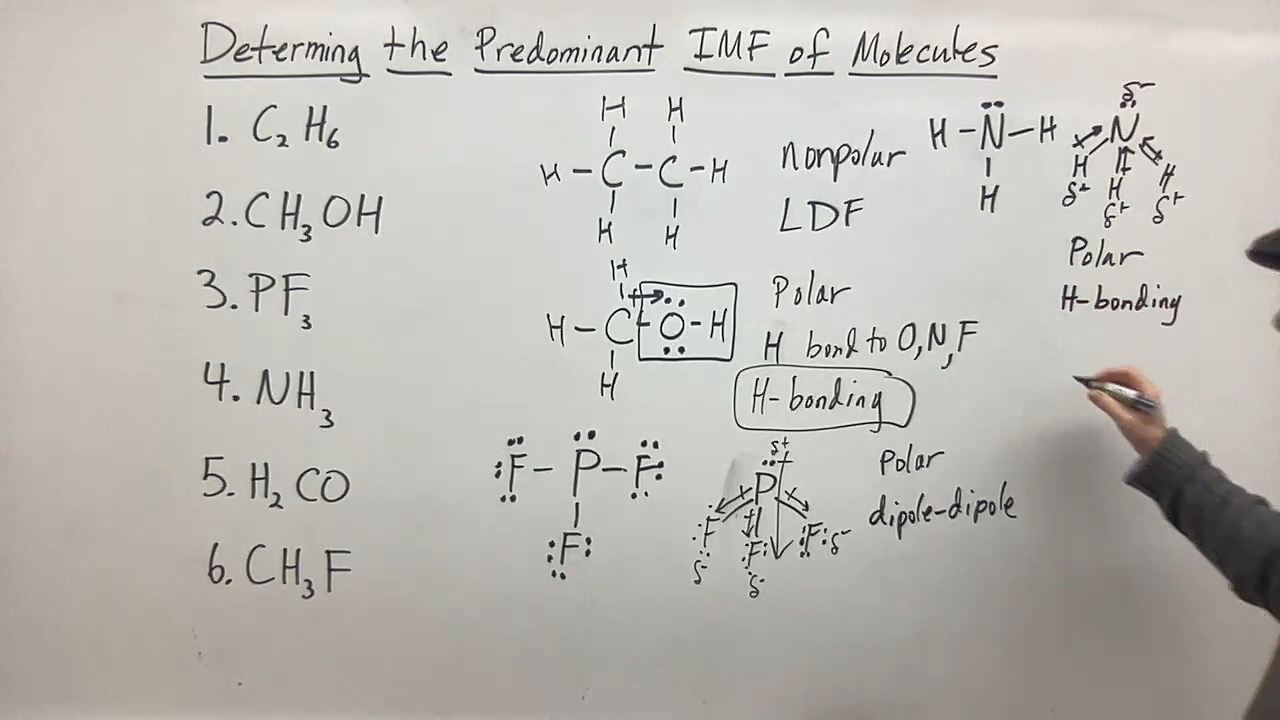 Determing the Predominant IMF of Molecules
1. C₂H₆
2. CH₃OH
3. PF₃
4. NH₃
5. H₂CO
6. CH₃F
H H
H – C – C – H
H H
nonpolar
LDF
H
H – C – O – H
H
Polar
H bond to O, N, F
H-bonding
F – P – F
F
δ+
P
F F F δ-
δ- δ-
Polar
dipole-dipole
H – N – H
H
δ-
N
H H H
δ+ δ+ δ+
Polar
H-bonding